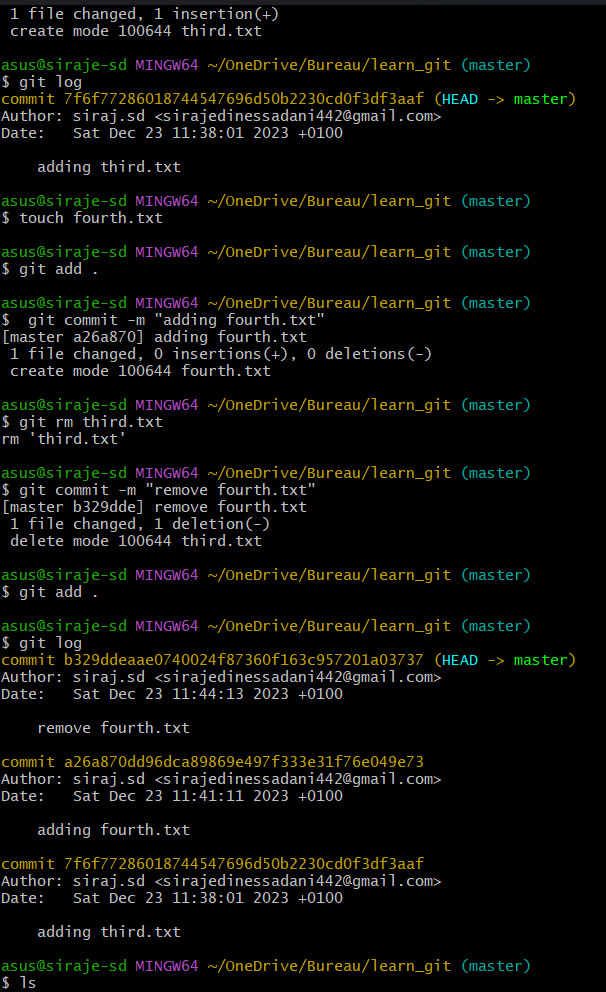 1 file changed, 1 insertion(+)
 create mode 100644 third.txt
asus@siraje-sd MINGW64 ~/OneDrive/Bureau/learn_git (master)
$ git log
commit 7f6f77286018744547696d50b2230cd0f3df3aaf (HEAD -> master)
Author: siraj.sd <sirajedinessadani442@gmail.com>
Date:   Sat Dec 23 11:38:01 2023 +0100
    adding third.txt
asus@siraje-sd MINGW64 ~/OneDrive/Bureau/learn_git (master)
$ touch fourth.txt
asus@siraje-sd MINGW64 ~/OneDrive/Bureau/learn_git (master)
$ git add .
asus@siraje-sd MINGW64 ~/OneDrive/Bureau/learn_git (master)
$  git commit -m "adding fourth.txt"
[master a26a870] adding fourth.txt
 1 file changed, 0 insertions(+), 0 deletions(-)
 create mode 100644 fourth.txt
asus@siraje-sd MINGW64 ~/OneDrive/Bureau/learn_git (master)
$ git rm third.txt
rm 'third.txt'
asus@siraje-sd MINGW64 ~/OneDrive/Bureau/learn_git (master)
$ git commit -m "remove fourth.txt"
[master b329dde] remove fourth.txt
 1 file changed, 1 deletion(-)
 delete mode 100644 third.txt
asus@siraje-sd MINGW64 ~/OneDrive/Bureau/learn_git (master)
$ git add .
asus@siraje-sd MINGW64 ~/OneDrive/Bureau/learn_git (master)
$ git log
commit b329ddeaae0740024f87360f163c957201a03737 (HEAD -> master)
Author: siraj.sd <sirajedinessadani442@gmail.com>
Date:   Sat Dec 23 11:44:13 2023 +0100
    remove fourth.txt
commit a26a870dd96dca89869e497f333e31f76e049e73
Author: siraj.sd <sirajedinessadani442@gmail.com>
Date:   Sat Dec 23 11:41:11 2023 +0100
    adding fourth.txt
commit 7f6f77286018744547696d50b2230cd0f3df3aaf
Author: siraj.sd <sirajedinessadani442@gmail.com>
Date:   Sat Dec 23 11:38:01 2023 +0100
    adding third.txt
asus@siraje-sd MINGW64 ~/OneDrive/Bureau/learn_git (master)
$ ls